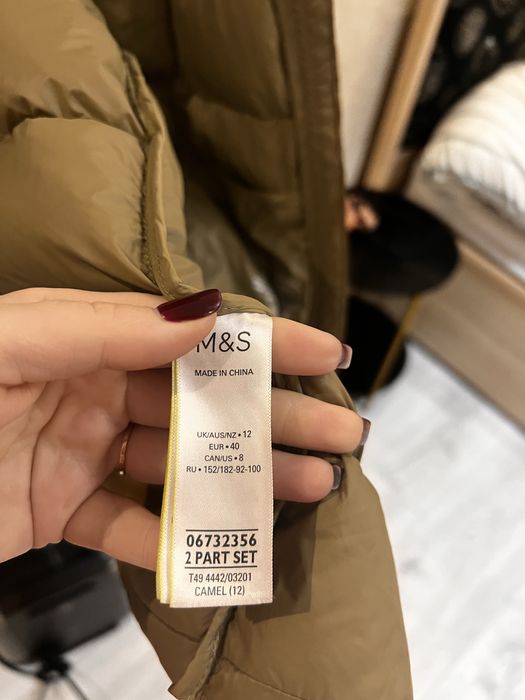 M&S
MADE IN CHINA
UK/AUS/NZ • 12
EUR • 40
CAN/US • 8
RU • 152/182-92-100
06732356
2 PART SET
T49 4442/03201
CAMEL (12)